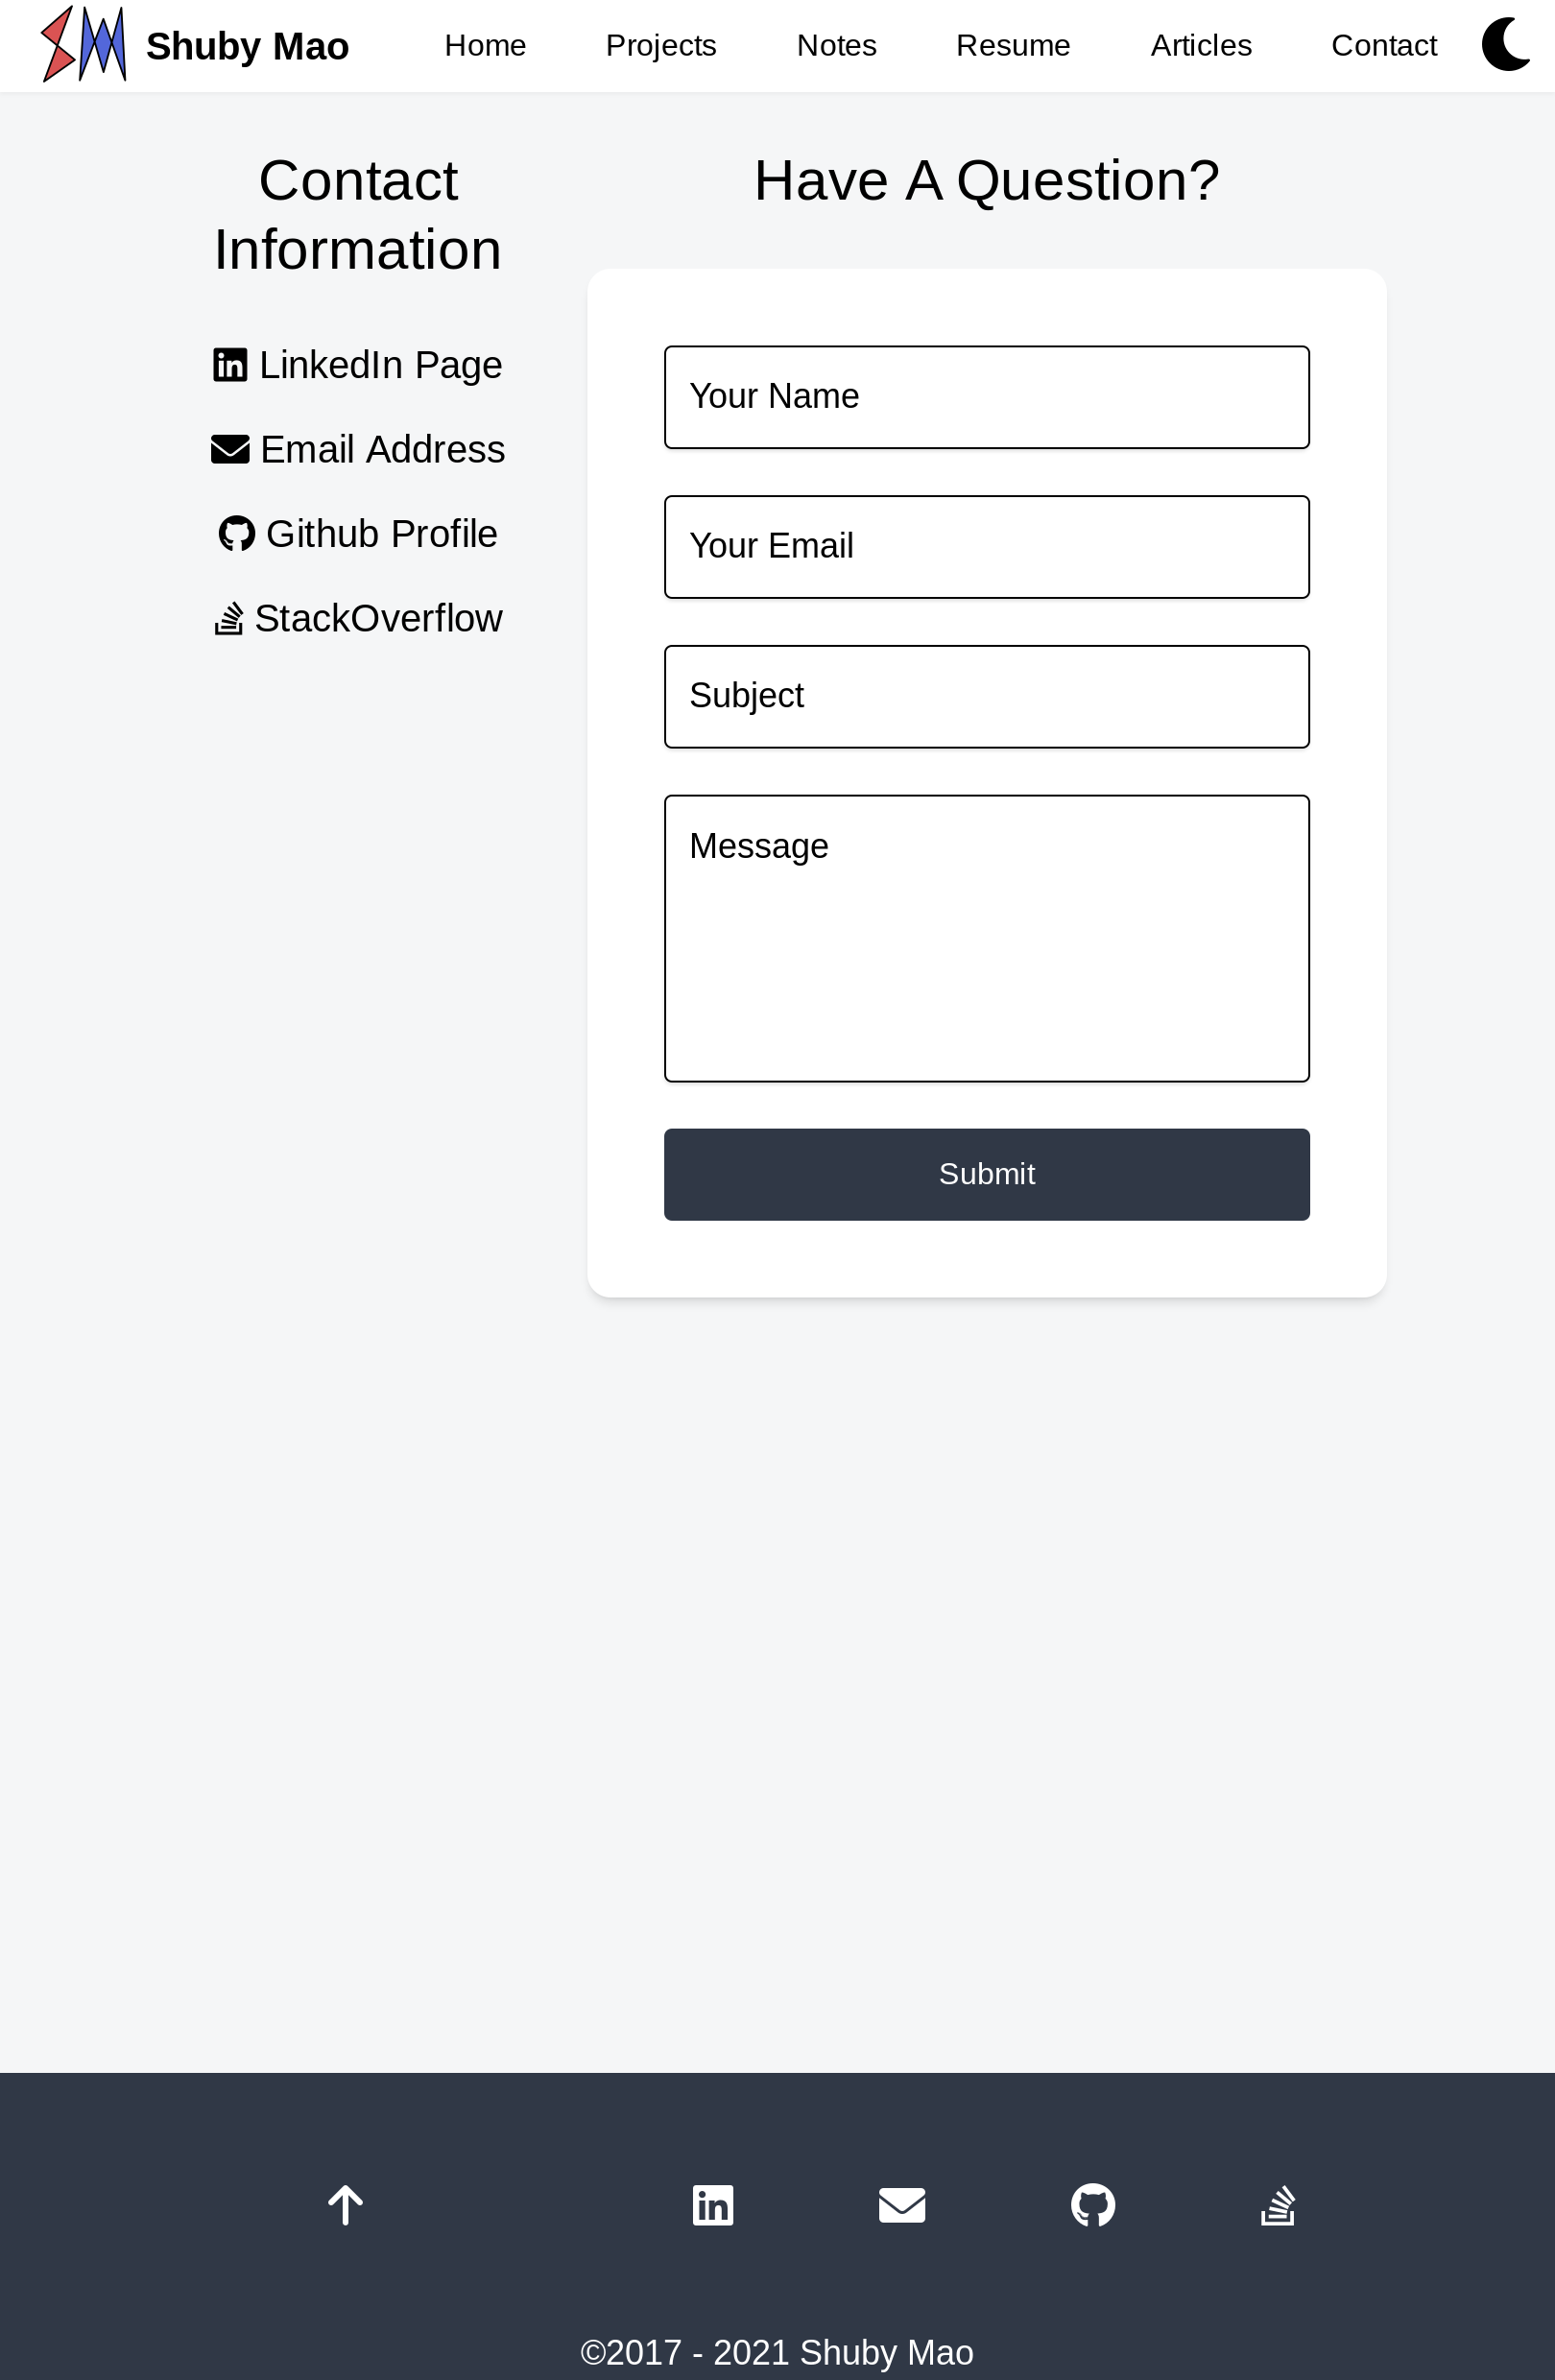 SM Shuby Mao Home Projects Notes Resume Articles Contact
Contact
Information
LinkedIn Page
Email Address
Github Profile
StackOverflow
Have A Question?
Your Name
Your Email
Subject
Message
Submit
©2017 - 2021 Shuby Mao